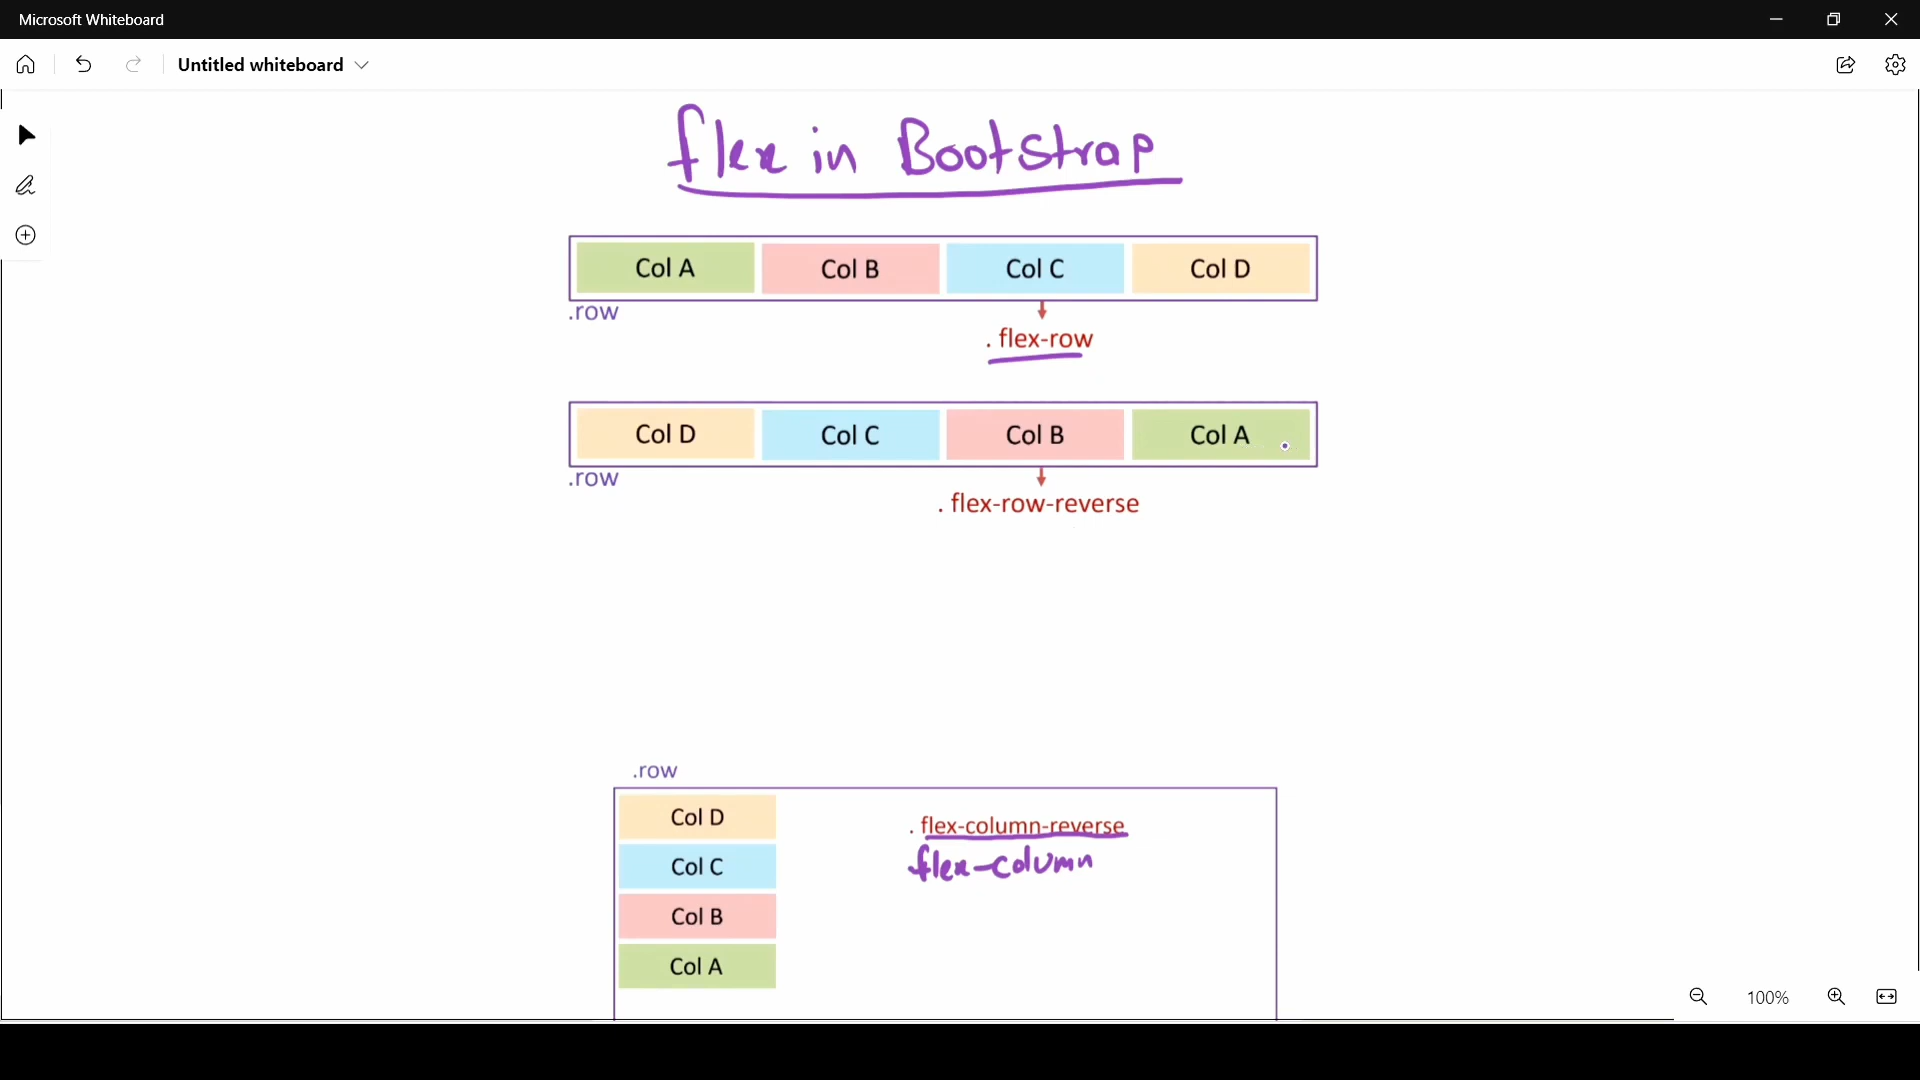 Microsoft Whiteboard
Untitled whiteboard
flex in Bootstrap
Col A Col B Col C Col D
.row
. flex-row
Col D Col C Col B Col A
.row
. flex-row-reverse
.row
Col D
. flex-column-reverse
Col C
flex-column
Col B
Col A
100%